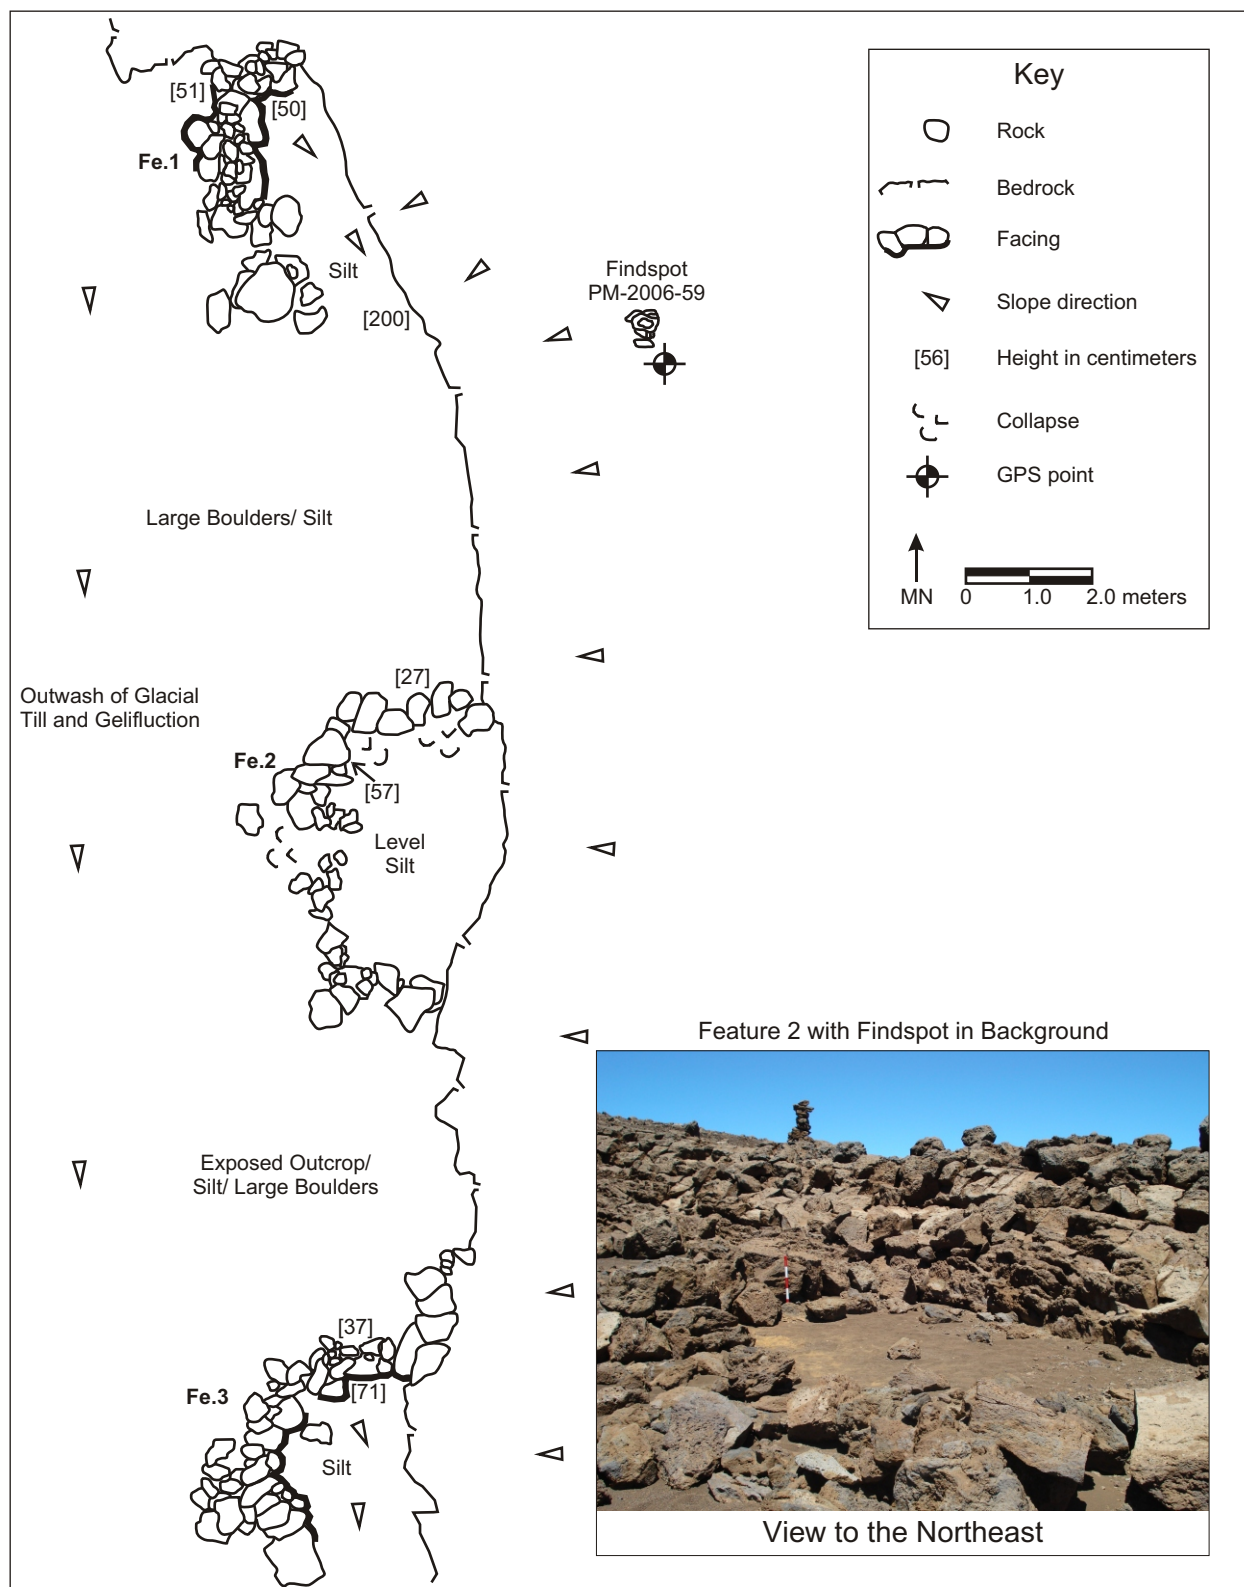 [51]
[50]
Fe.1
Silt
[200]
Findspot
PM-2006-59
Large Boulders/ Silt
[27]
Outwash of Glacial
Till and Gelifluction
Fe.2
[57]
Level
Silt
Exposed Outcrop/
Silt/ Large Boulders
[37]
[71]
Fe.3
Silt
Key
Rock
Bedrock
Facing
Slope direction
[56] Height in centimeters
Collapse
GPS point
MN 0 1.0 2.0 meters
Feature 2 with Findspot in Background
View to the Northeast